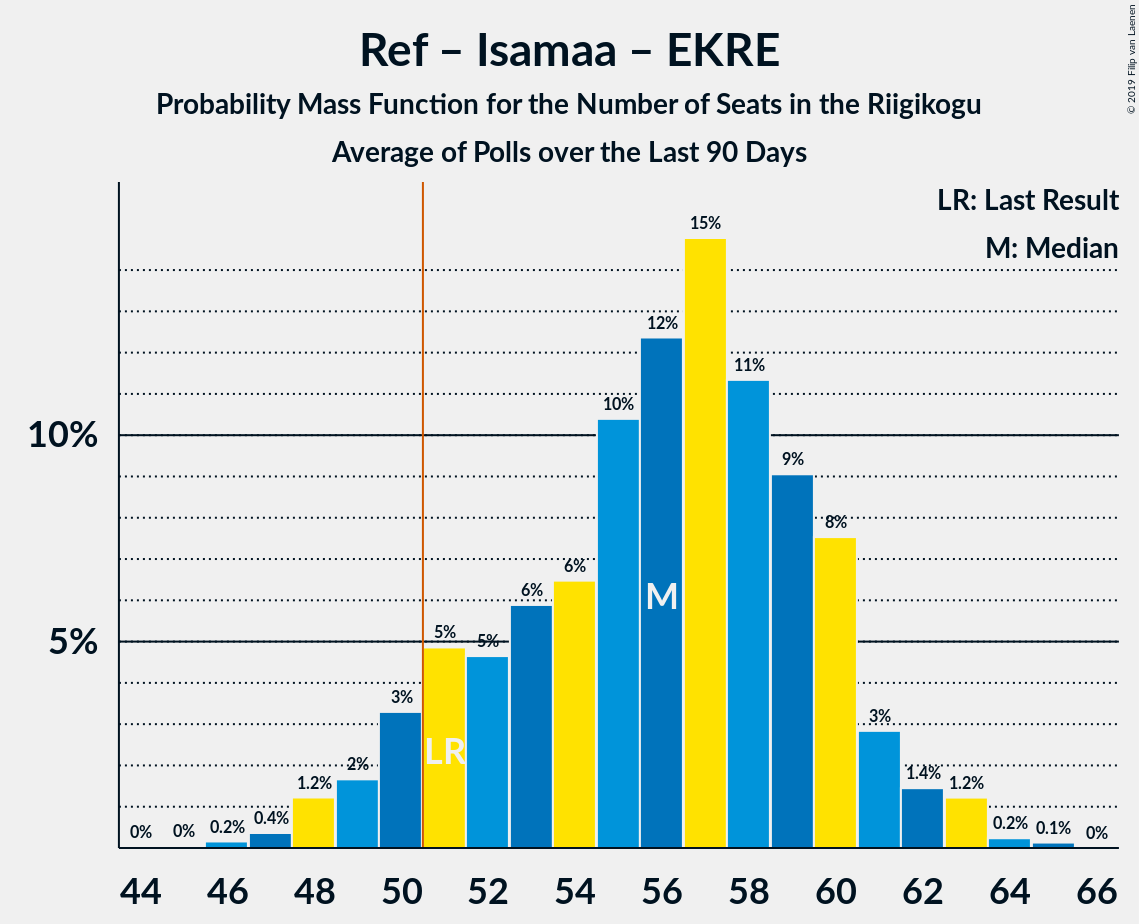 Ref – Isamaa – EKRE
Probability Mass Function for the Number of Seats in the Riigikogu
Average of Polls over the Last 90 Days
© 2019 Filip van Laenen
LR: Last Result
M: Median
15%
12%
11%
10%
10%
9%
8%
6%
6%
5%
5%
5%
3%
3%
2%
1.4%
1.2%
1.2%
0.4%
0.2%
0.2%
0.1%
0%
0%
0%
M
LR
44 46 48 50 52 54 56 58 60 62 64 66